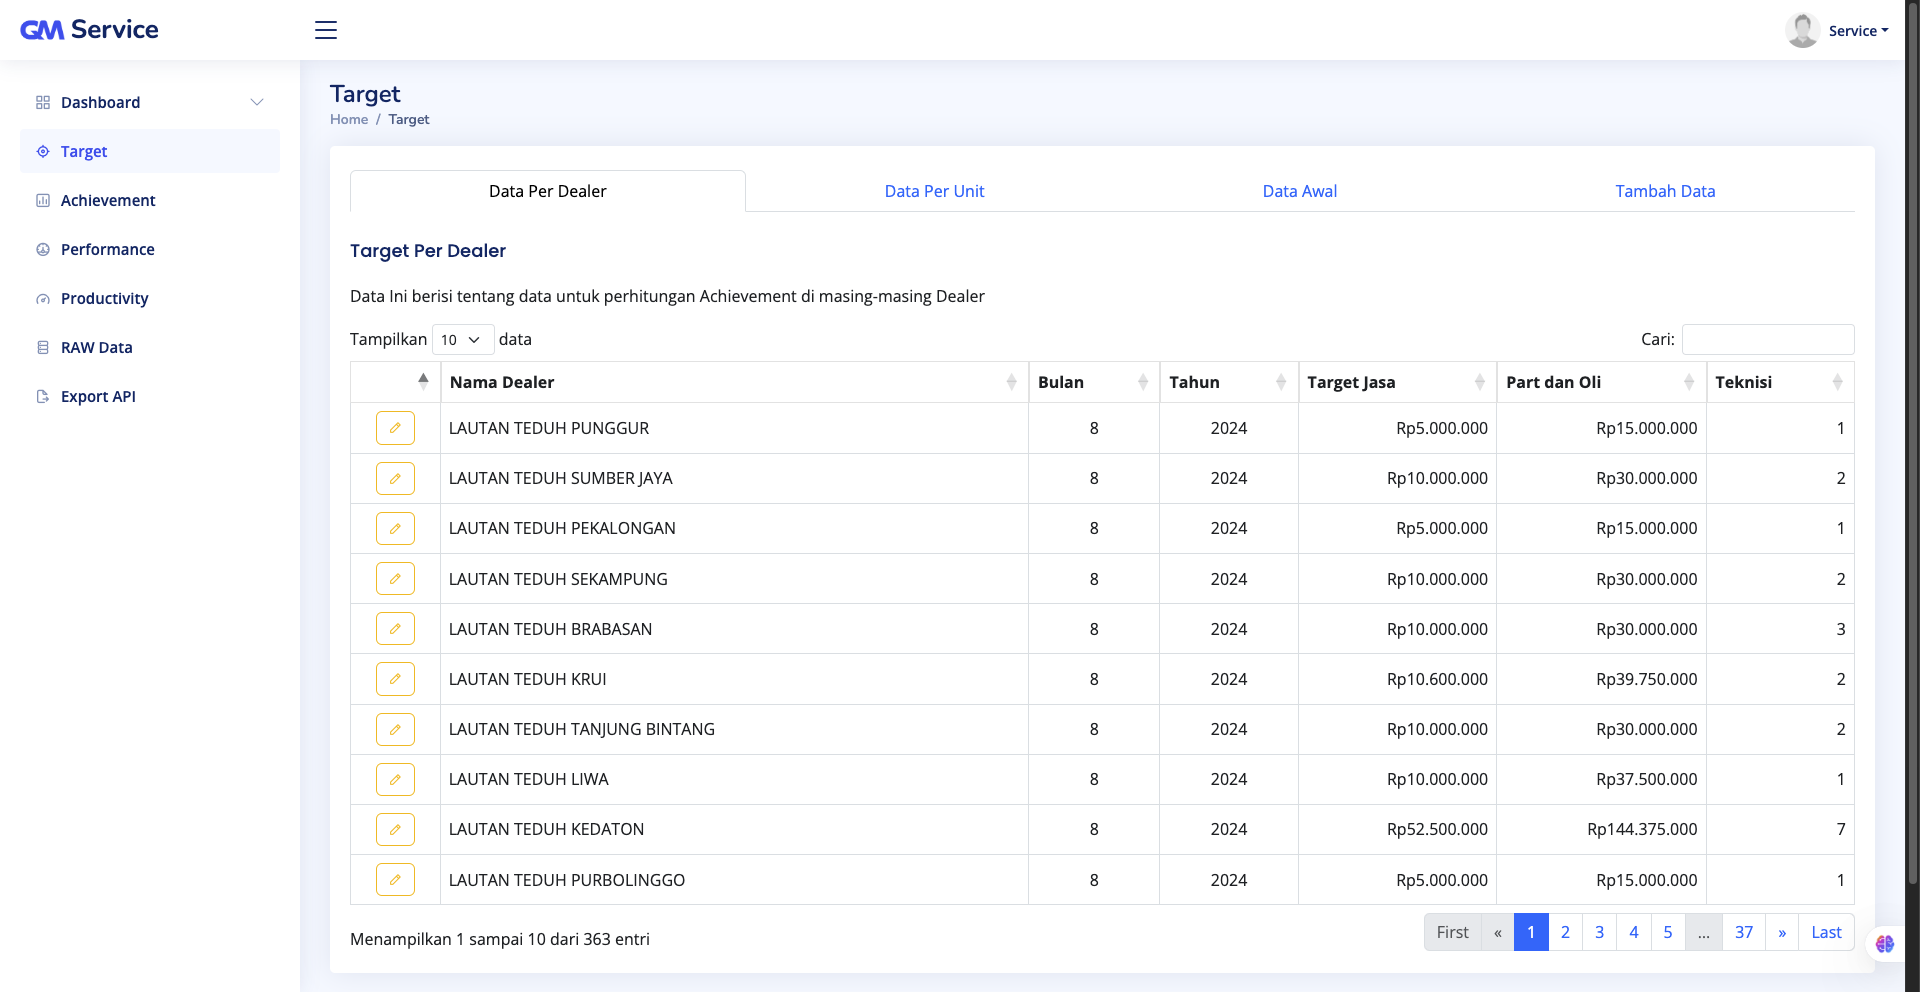 GM Service
Service
Dashboard
Target
Achievement
Performance
Productivity
RAW Data
Export API
Target
Home / Target
Data Per Dealer Data Per Unit Data Awal Tambah Data
Target Per Dealer
Data Ini berisi tentang data untuk perhitungan Achievement di masing-masing Dealer
Tampilkan 10 data Cari:
Nama Dealer Bulan Tahun Target Jasa Part dan Oli Teknisi
LAUTAN TEDUH PUNGGUR 8 2024 Rp5.000.000 Rp15.000.000 1
LAUTAN TEDUH SUMBER JAYA 8 2024 Rp10.000.000 Rp30.000.000 2
LAUTAN TEDUH PEKALONGAN 8 2024 Rp5.000.000 Rp15.000.000 1
LAUTAN TEDUH SEKAMPUNG 8 2024 Rp10.000.000 Rp30.000.000 2
LAUTAN TEDUH BRABASAN 8 2024 Rp10.000.000 Rp30.000.000 3
LAUTAN TEDUH KRUI 8 2024 Rp10.600.000 Rp39.750.000 2
LAUTAN TEDUH TANJUNG BINTANG 8 2024 Rp10.000.000 Rp30.000.000 2
LAUTAN TEDUH LIWA 8 2024 Rp10.000.000 Rp37.500.000 1
LAUTAN TEDUH KEDATON 8 2024 Rp52.500.000 Rp144.375.000 7
LAUTAN TEDUH PURBOLINGGO 8 2024 Rp5.000.000 Rp15.000.000 1
Menampilkan 1 sampai 10 dari 363 entri
First « 1 2 3 4 5 ... 37 » Last